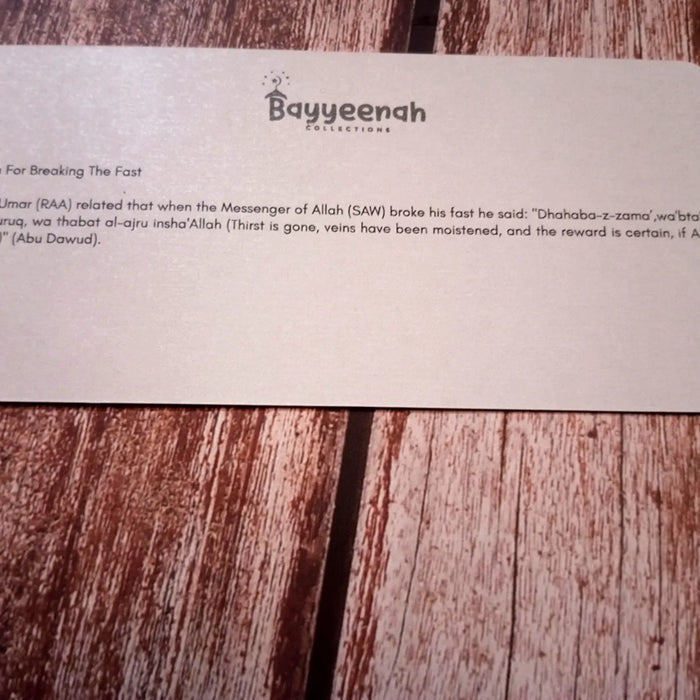 Bayyeenah
COLLECTIONS
For Breaking The Fast
Umar (RAA) related that when the Messenger of Allah (SAW) broke his fast he said: "Dhahaba-z-zama',wa'bta
uruq, wa thabat al-ajru insha'Allah (Thirst is gone, veins have been moistened, and the reward is certain, if A
)" (Abu Dawud).